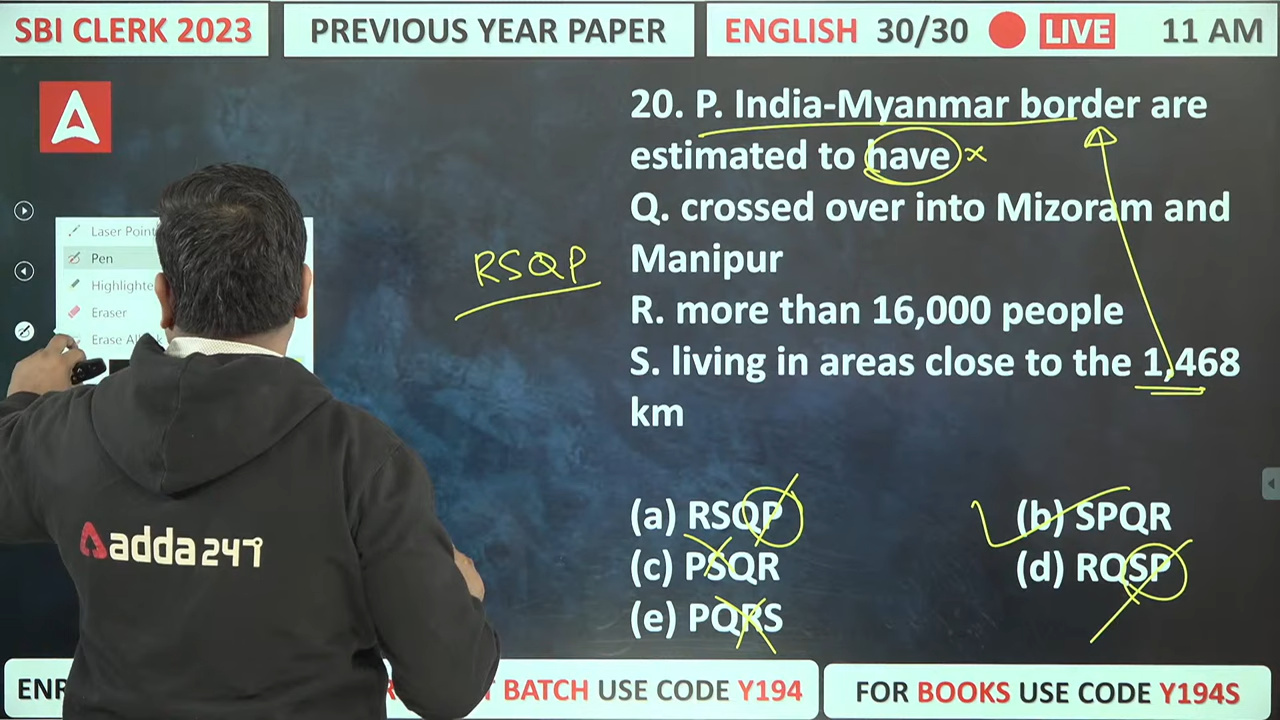 SBI CLERK 2023
PREVIOUS YEAR PAPER
ENGLISH 30/30 LIVE 11 AM
20. P. India-Myanmar border are
estimated to have ×
Q. crossed over into Mizoram and
Manipur
R. more than 16,000 people
S. living in areas close to the 1,468
km
RSQP
Pen
Eraser
(a) RSQP
(b) SPQR
(c) PSQR
(d) RQSP
(e) PQRS
adda247
BATCH USE CODE Y194
FOR BOOKS USE CODE Y194S